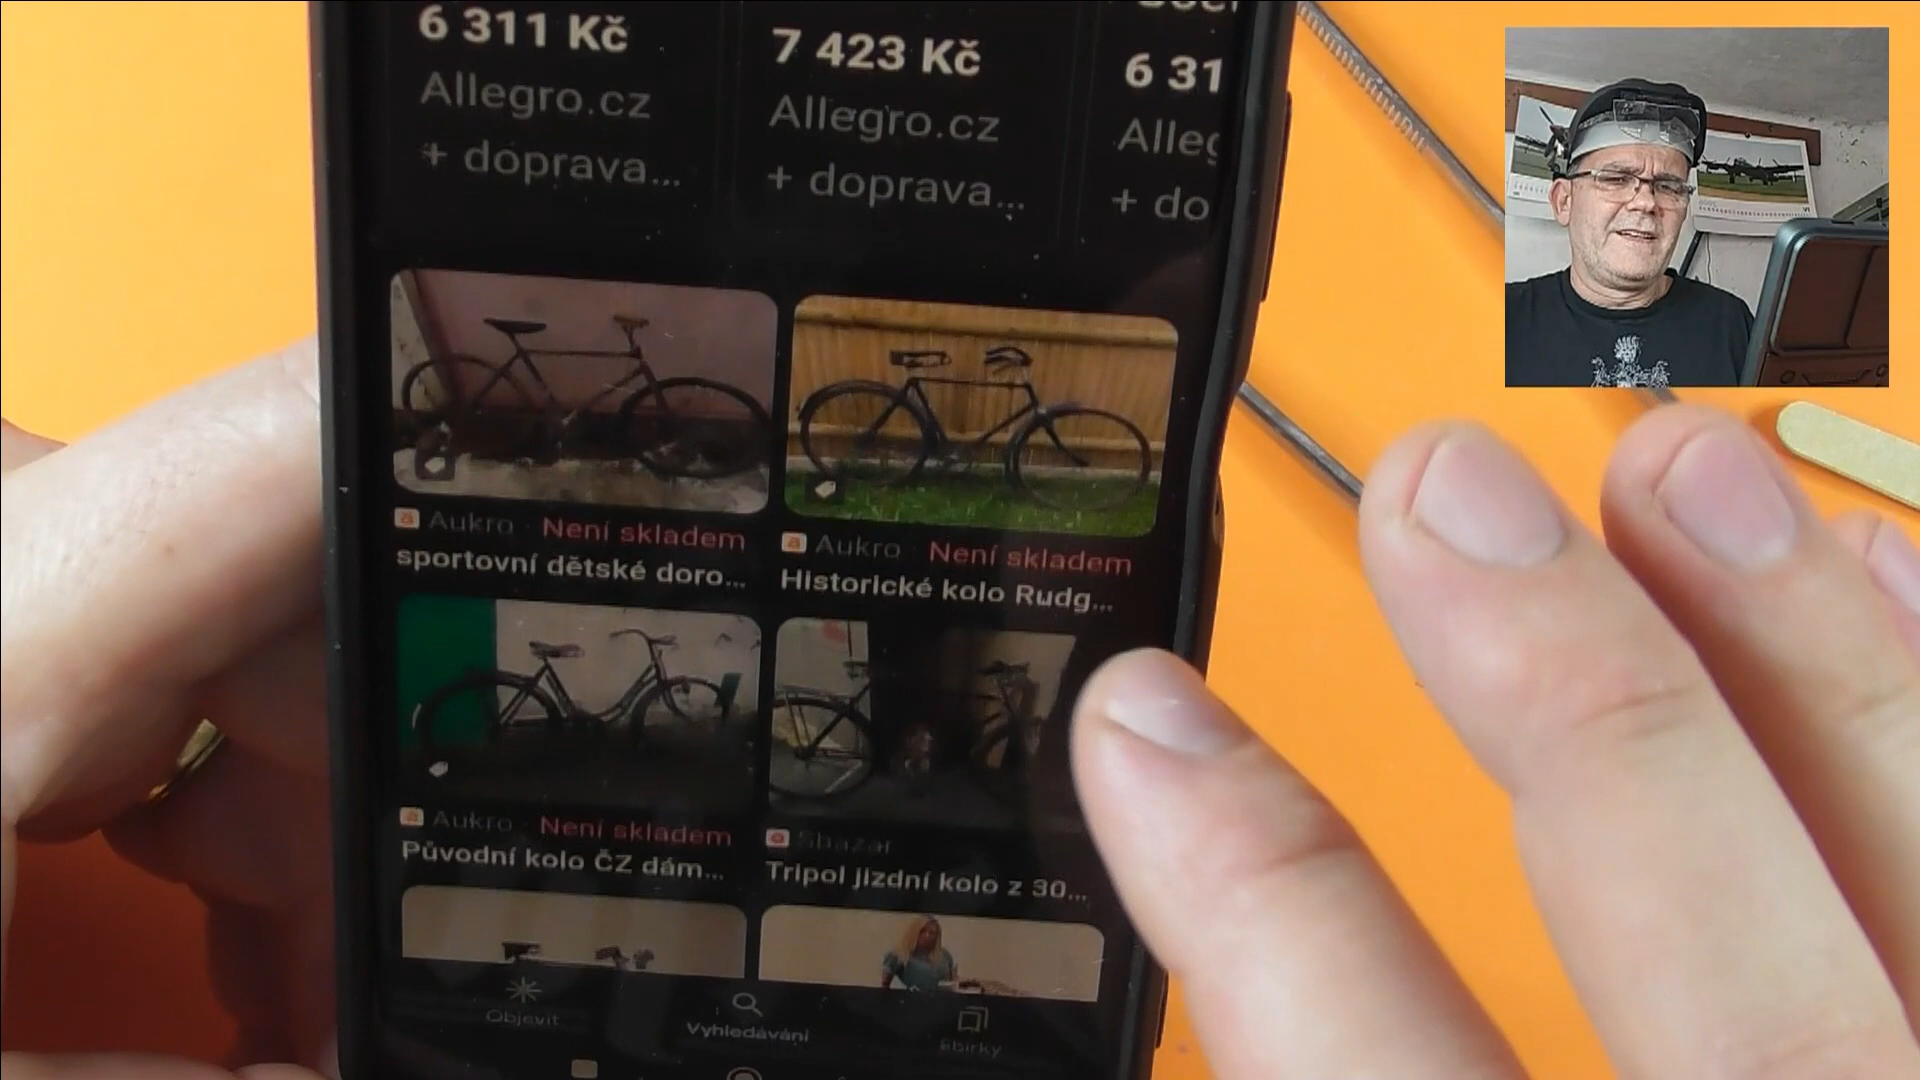 6 311 Kč
Allegro.cz
+ doprava...
7 423 Kč
Allegro.cz
+ doprava...
6 31
Alleg
+ do
Aukro · Není skladem
sportovní dětské doro...
Aukro · Není skladem
Historické kolo Rudg...
Aukro · Není skladem
Původní kolo ČZ dám...
Sbazar
Tripol jízdní kolo z 30...
Objevit
Vyhledávání
Sbírky